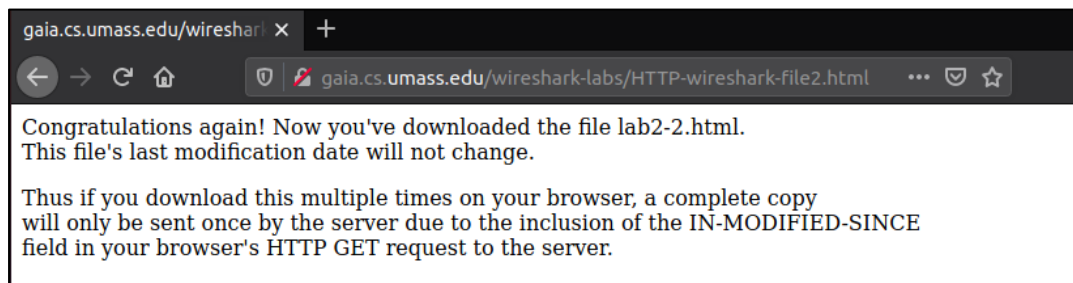 gaia.cs.umass.edu/wireshar
gaia.cs.umass.edu/wireshark-labs/HTTP-wireshark-file2.html
Congratulations again! Now you've downloaded the file lab2-2.html.
This file's last modification date will not change.
Thus if you download this multiple times on your browser, a complete copy
will only be sent once by the server due to the inclusion of the IN-MODIFIED-SINCE
field in your browser's HTTP GET request to the server.